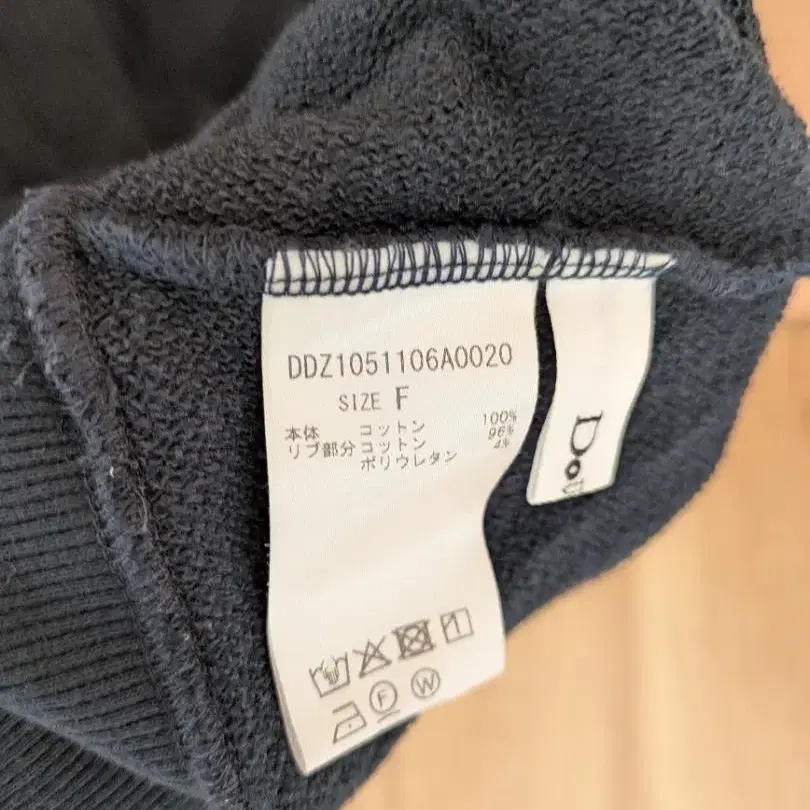 DDZ1051106A0020
SIZE F
本体 コットン 100%
リブ部分 コットン 96%
ポリウレタン 4%
F
W